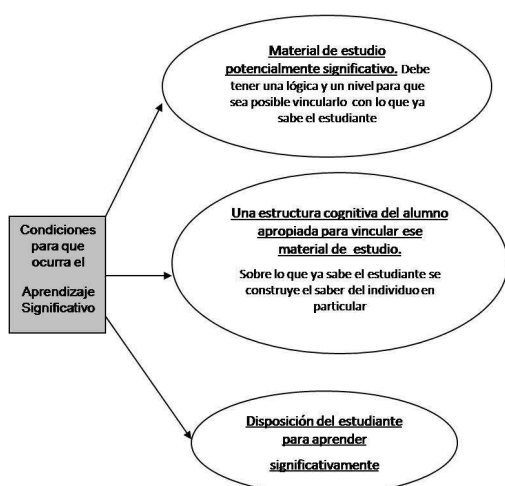 Material de estudio
potencialmente significativo. Debe
tener una lógica y un nivel para que
sea posible vincularlo con lo que ya
sabe el estudiante
Condiciones
para que
ocurra el
Aprendizaje
Significativo
Una estructura cognitiva del alumno
apropiada para vincular ese
material de estudio.
Sobre lo que ya sabe el estudiante se
construye el saber del individuo en
particular
Disposición del estudiante
para aprender
significativamente